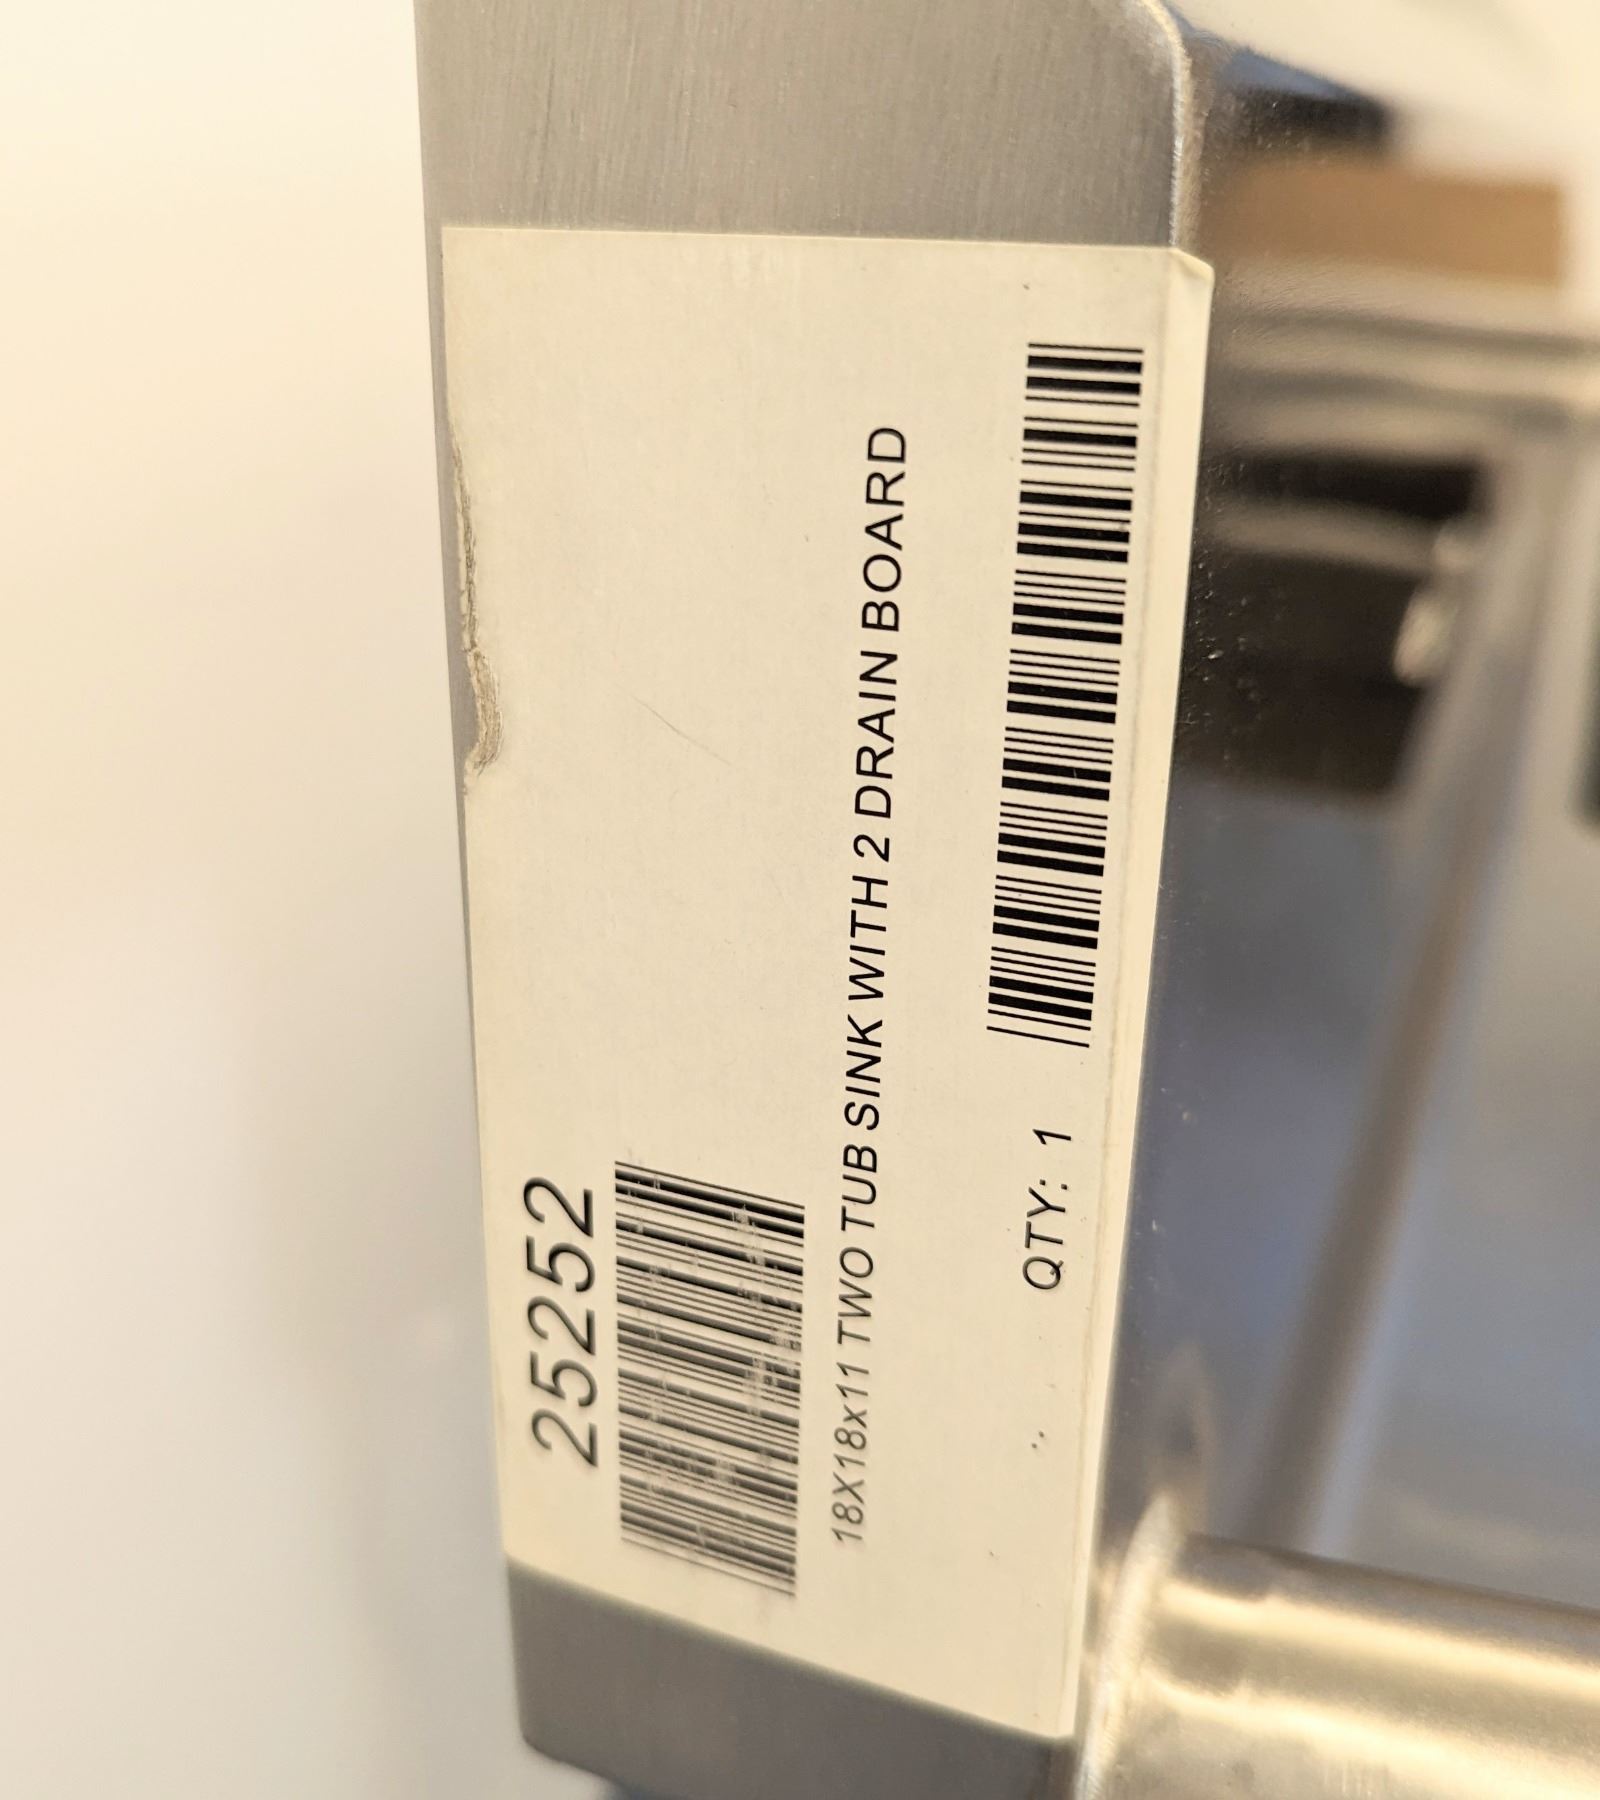 25252
18X18x11 TWO TUB SINK WITH 2 DRAIN BOARD
QTY: 1